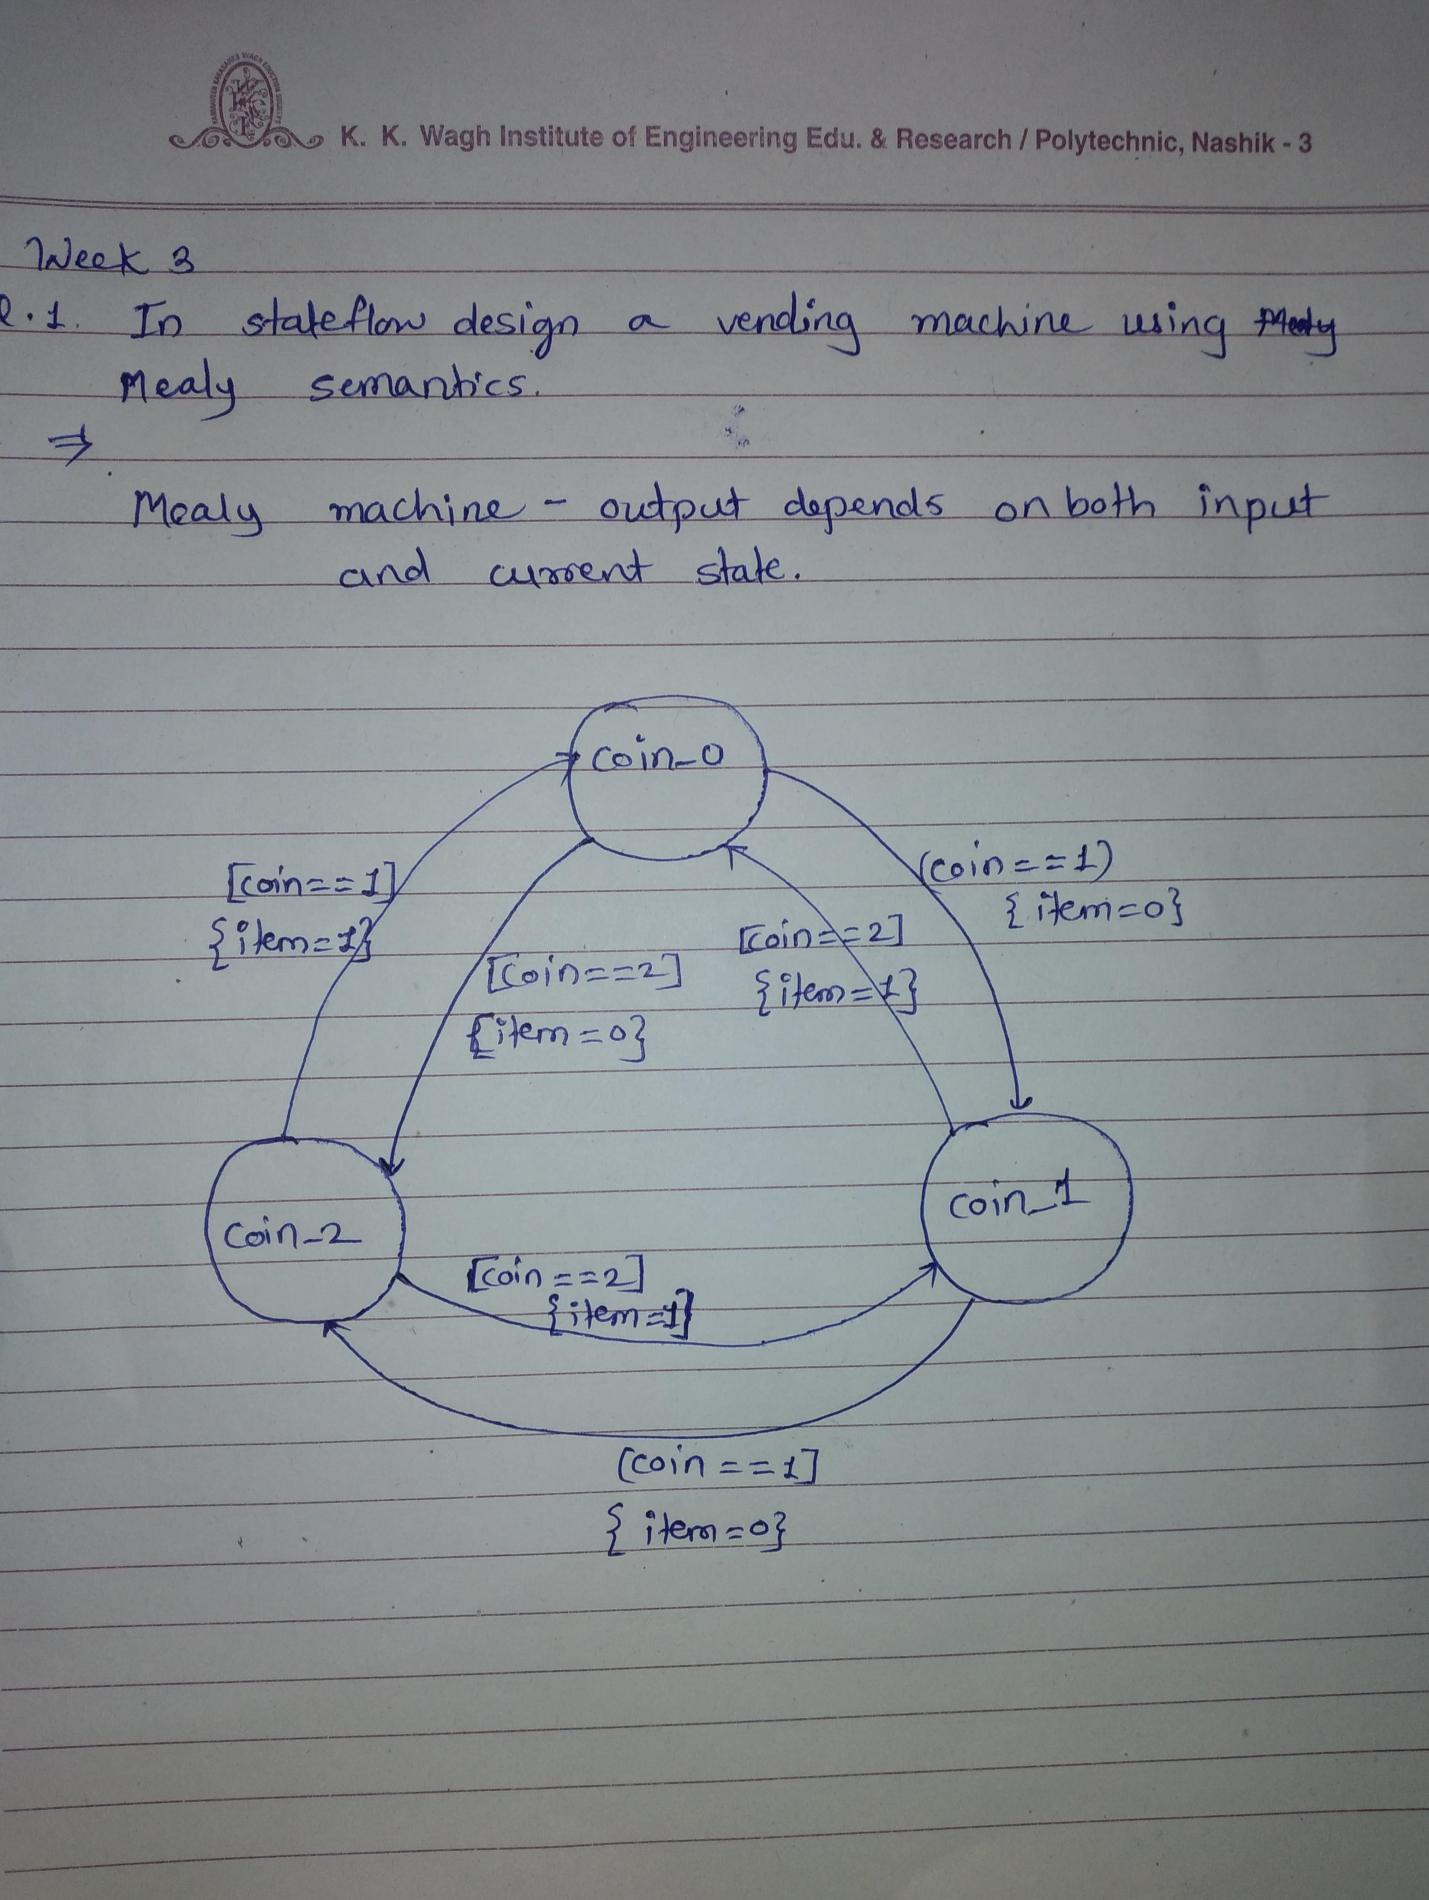 K. K. Wagh Institute of Engineering Edu. & Research / Polytechnic, Nashik - 3
Week 3
Q.1. In stateflow design a vending machine using
Mealy semantics.
⇒
Mealy machine - output depends on both input
and current state.
coin_0
[coin==1]
{item=1}
(coin==1)
{item=0}
[coin==2]
{item=1}
[coin==2]
{item=0}
coin_1
coin_2
[coin==2]
{item=1}
(coin==1]
{item=0}